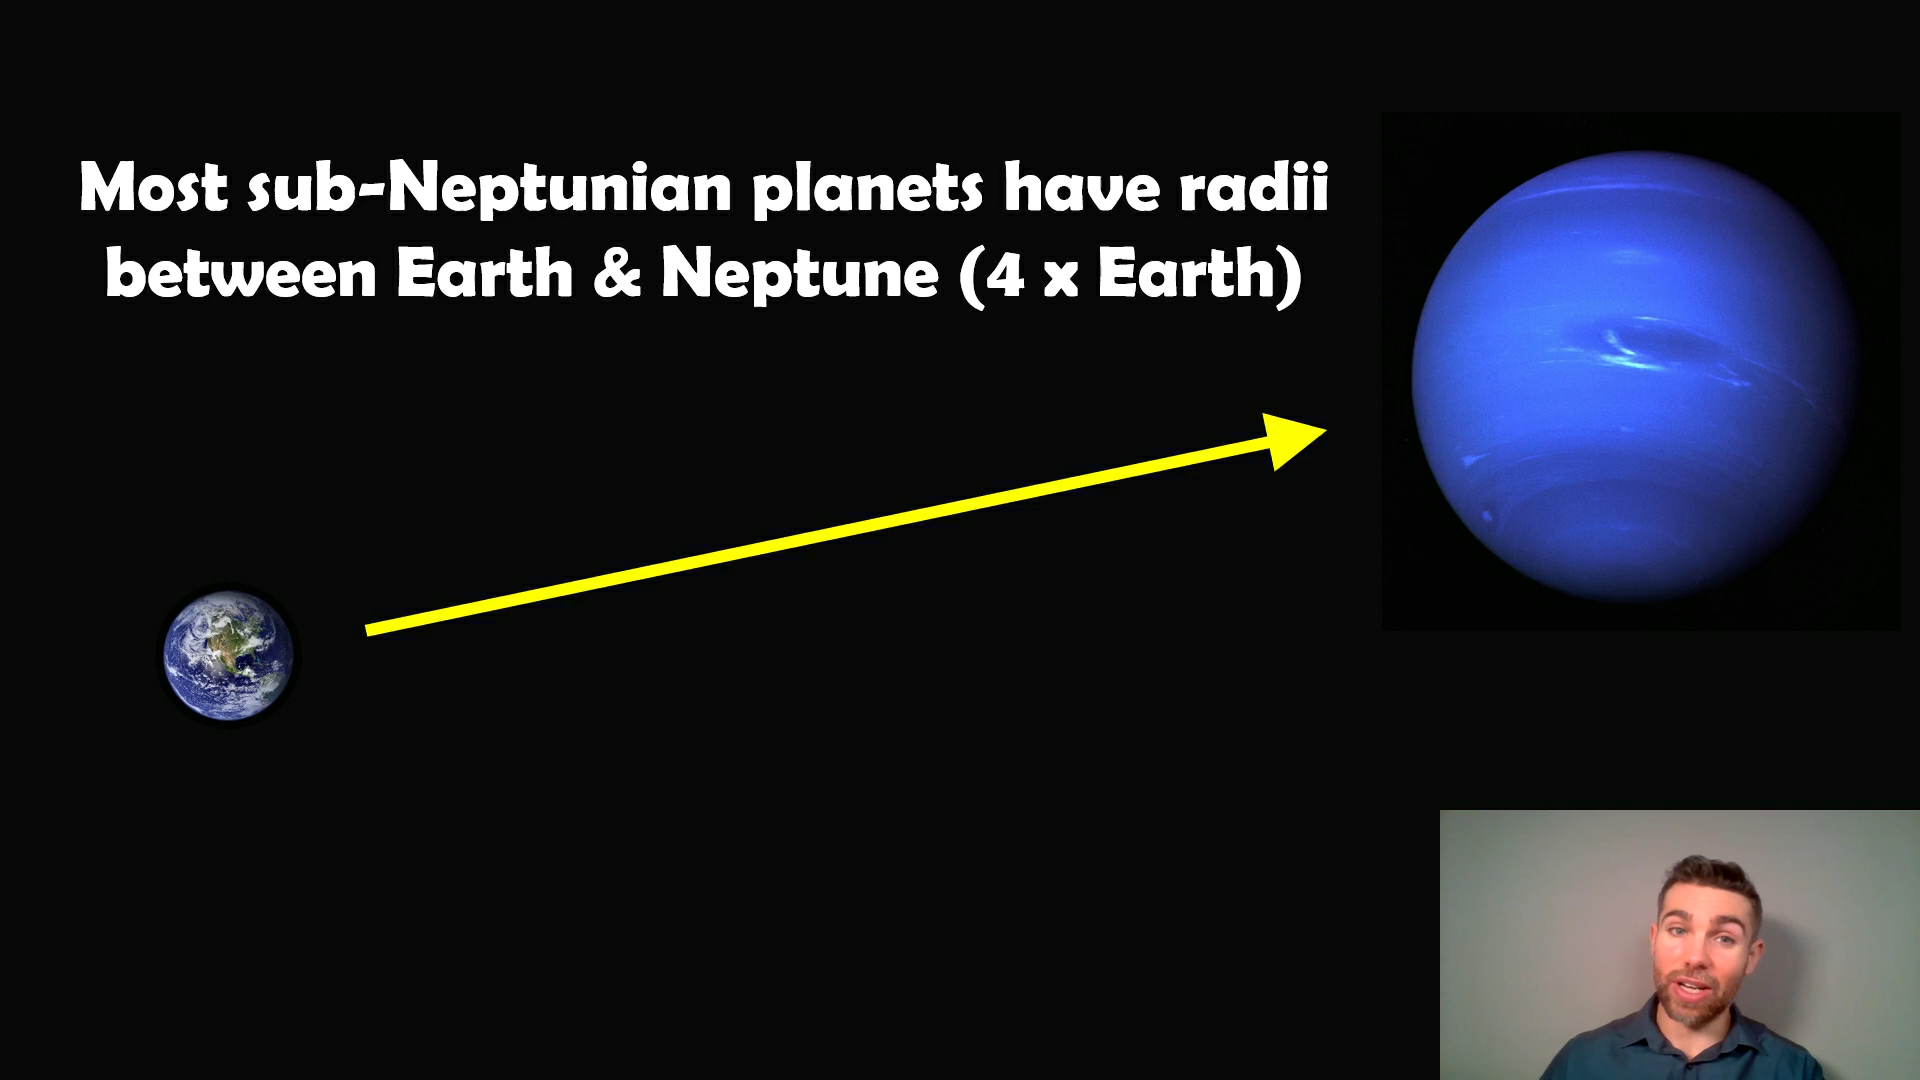 Most sub-Neptunian planets have radii
between Earth & Neptune (4 x Earth)